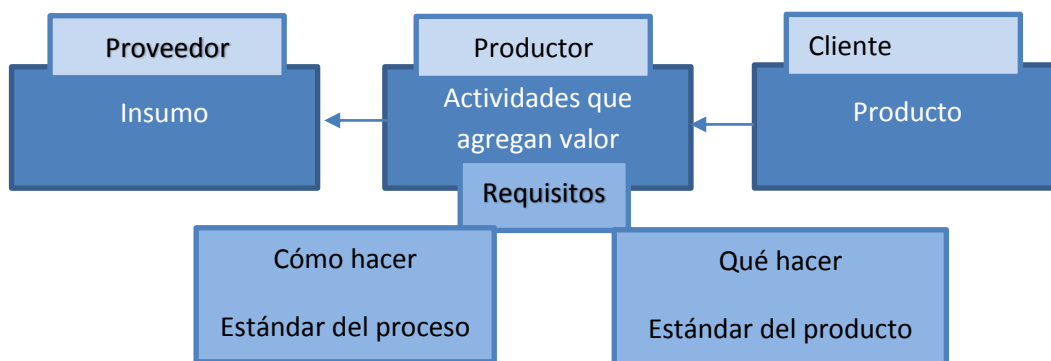 Proveedor
Insumo
Productor
Actividades que
agregan valor
Cliente
Producto
Requisitos
Cómo hacer
Estándar del proceso
Qué hacer
Estándar del producto